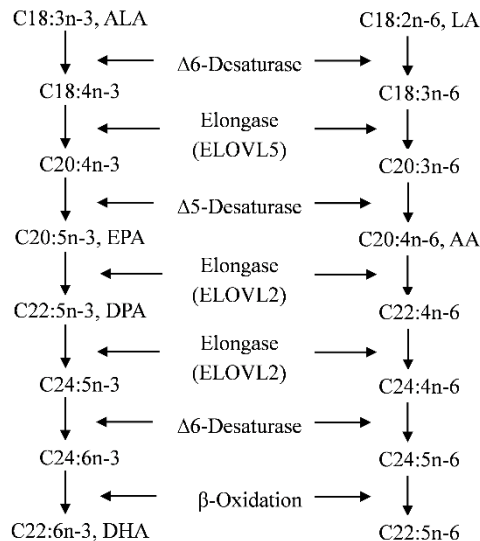 C18:3n-3, ALA
C18:2n-6, LA
Δ6-Desaturase
C18:4n-3
C18:3n-6
Elongase
(ELOVL5)
C20:4n-3
C20:3n-6
Δ5-Desaturase
C20:5n-3, EPA
C20:4n-6, AA
Elongase
(ELOVL2)
C22:5n-3, DPA
C22:4n-6
Elongase
(ELOVL2)
C24:5n-3
C24:4n-6
Δ6-Desaturase
C24:6n-3
C24:5n-6
β-Oxidation
C22:6n-3, DHA
C22:5n-6